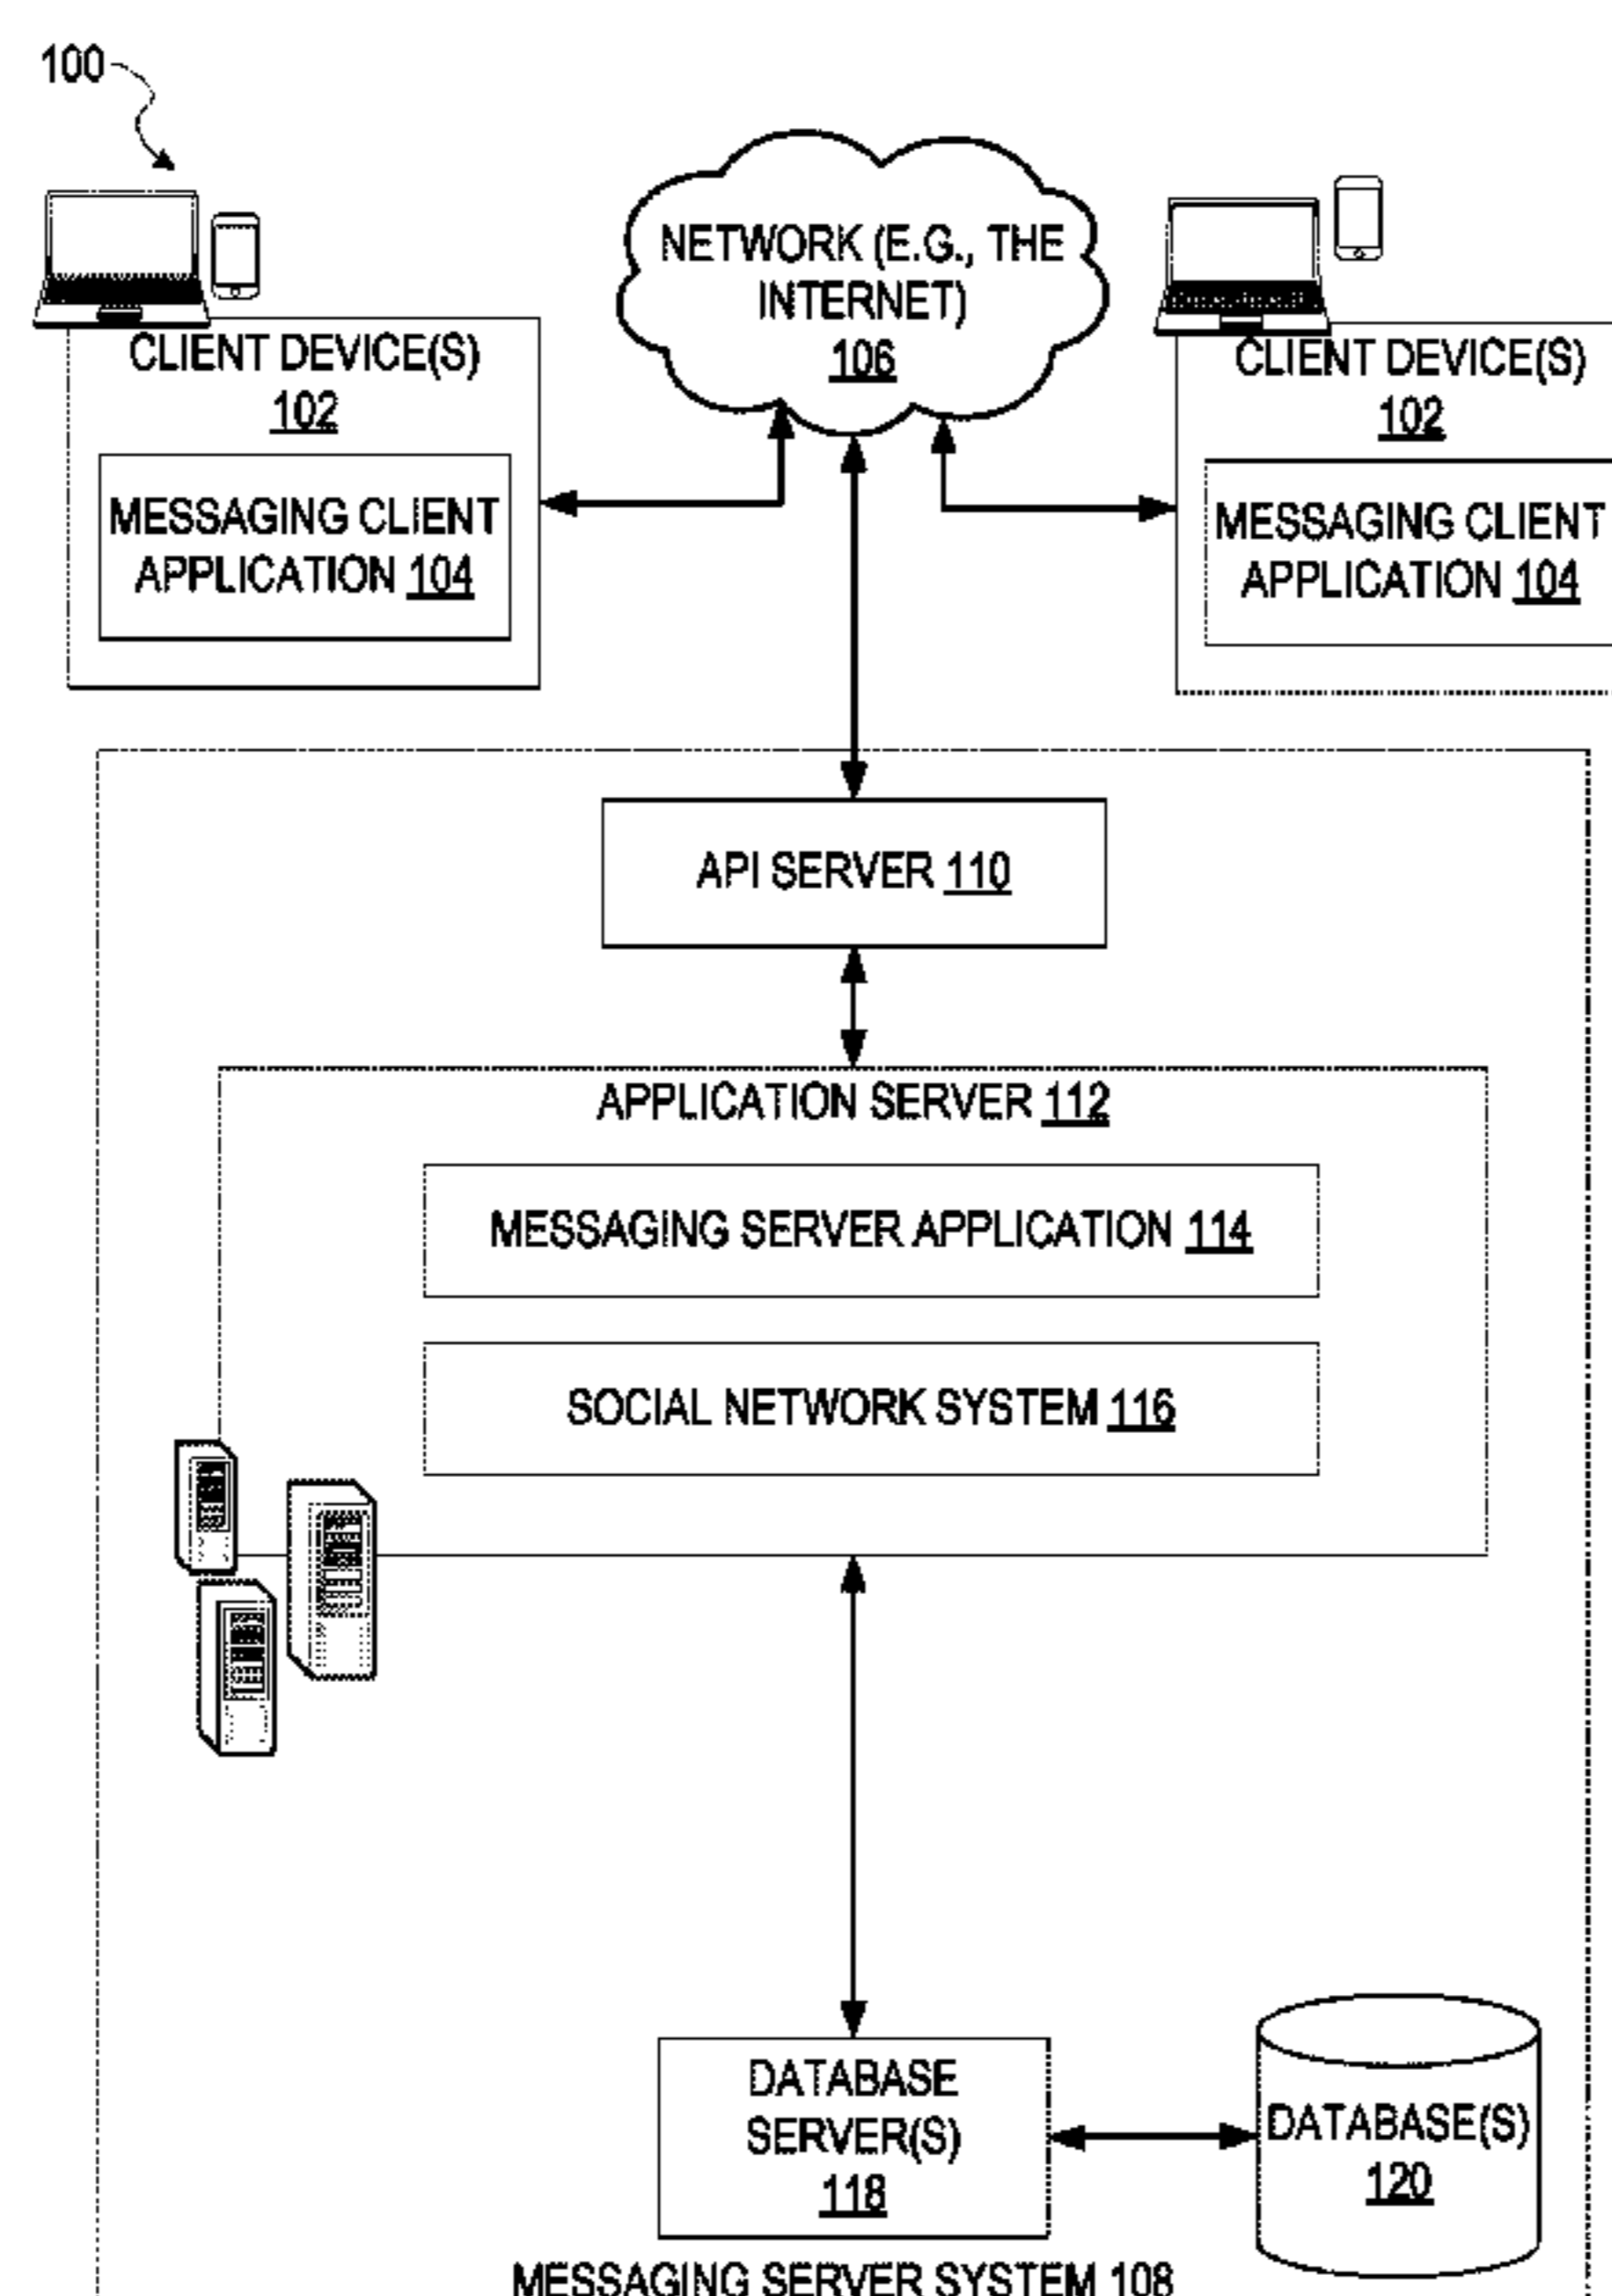 100
NETWORK (E.G., THE
INTERNET)
106
CLIENT DEVICE(S)
102
MESSAGING CLIENT
APPLICATION 104
CLIENT DEVICE(S)
102
MESSAGING CLIENT
APPLICATION 104
API SERVER 110
APPLICATION SERVER 112
MESSAGING SERVER APPLICATION 114
SOCIAL NETWORK SYSTEM 116
DATABASE
SERVER(S)
118
DATABASE(S)
120
MESSAGING SERVER SYSTEM 108